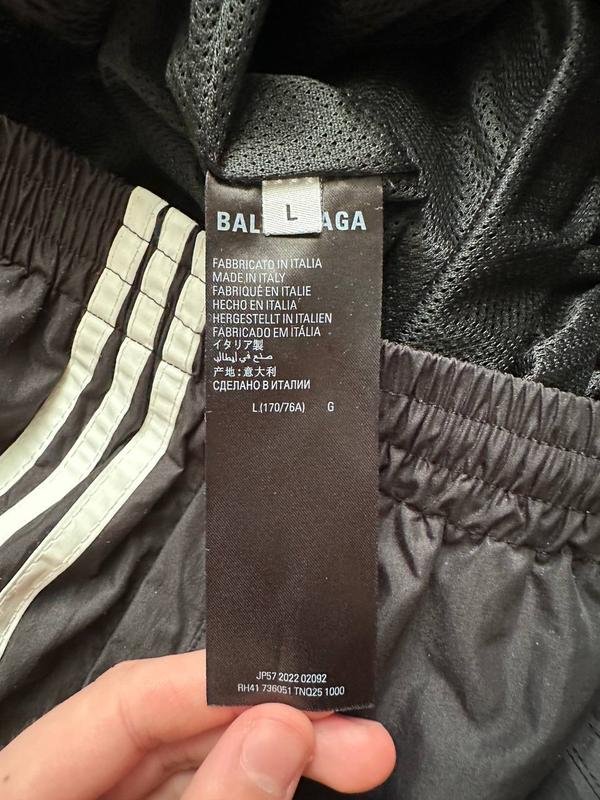 L
BAL AGA
FABBRICATO IN ITALIA
MADE IN ITALY
FABRIQUÉ EN ITALIE
HECHO EN ITALIA
HERGESTELLT IN ITALIEN
FABRICADO EM ITÁLIA
イタリア製
صنع في إيطاليا
产地:意大利
СДЕЛАНО В ИТАЛИИ
L(170/76A) G
JP57 2022 02092
RH41 736051 TNQ25 1000